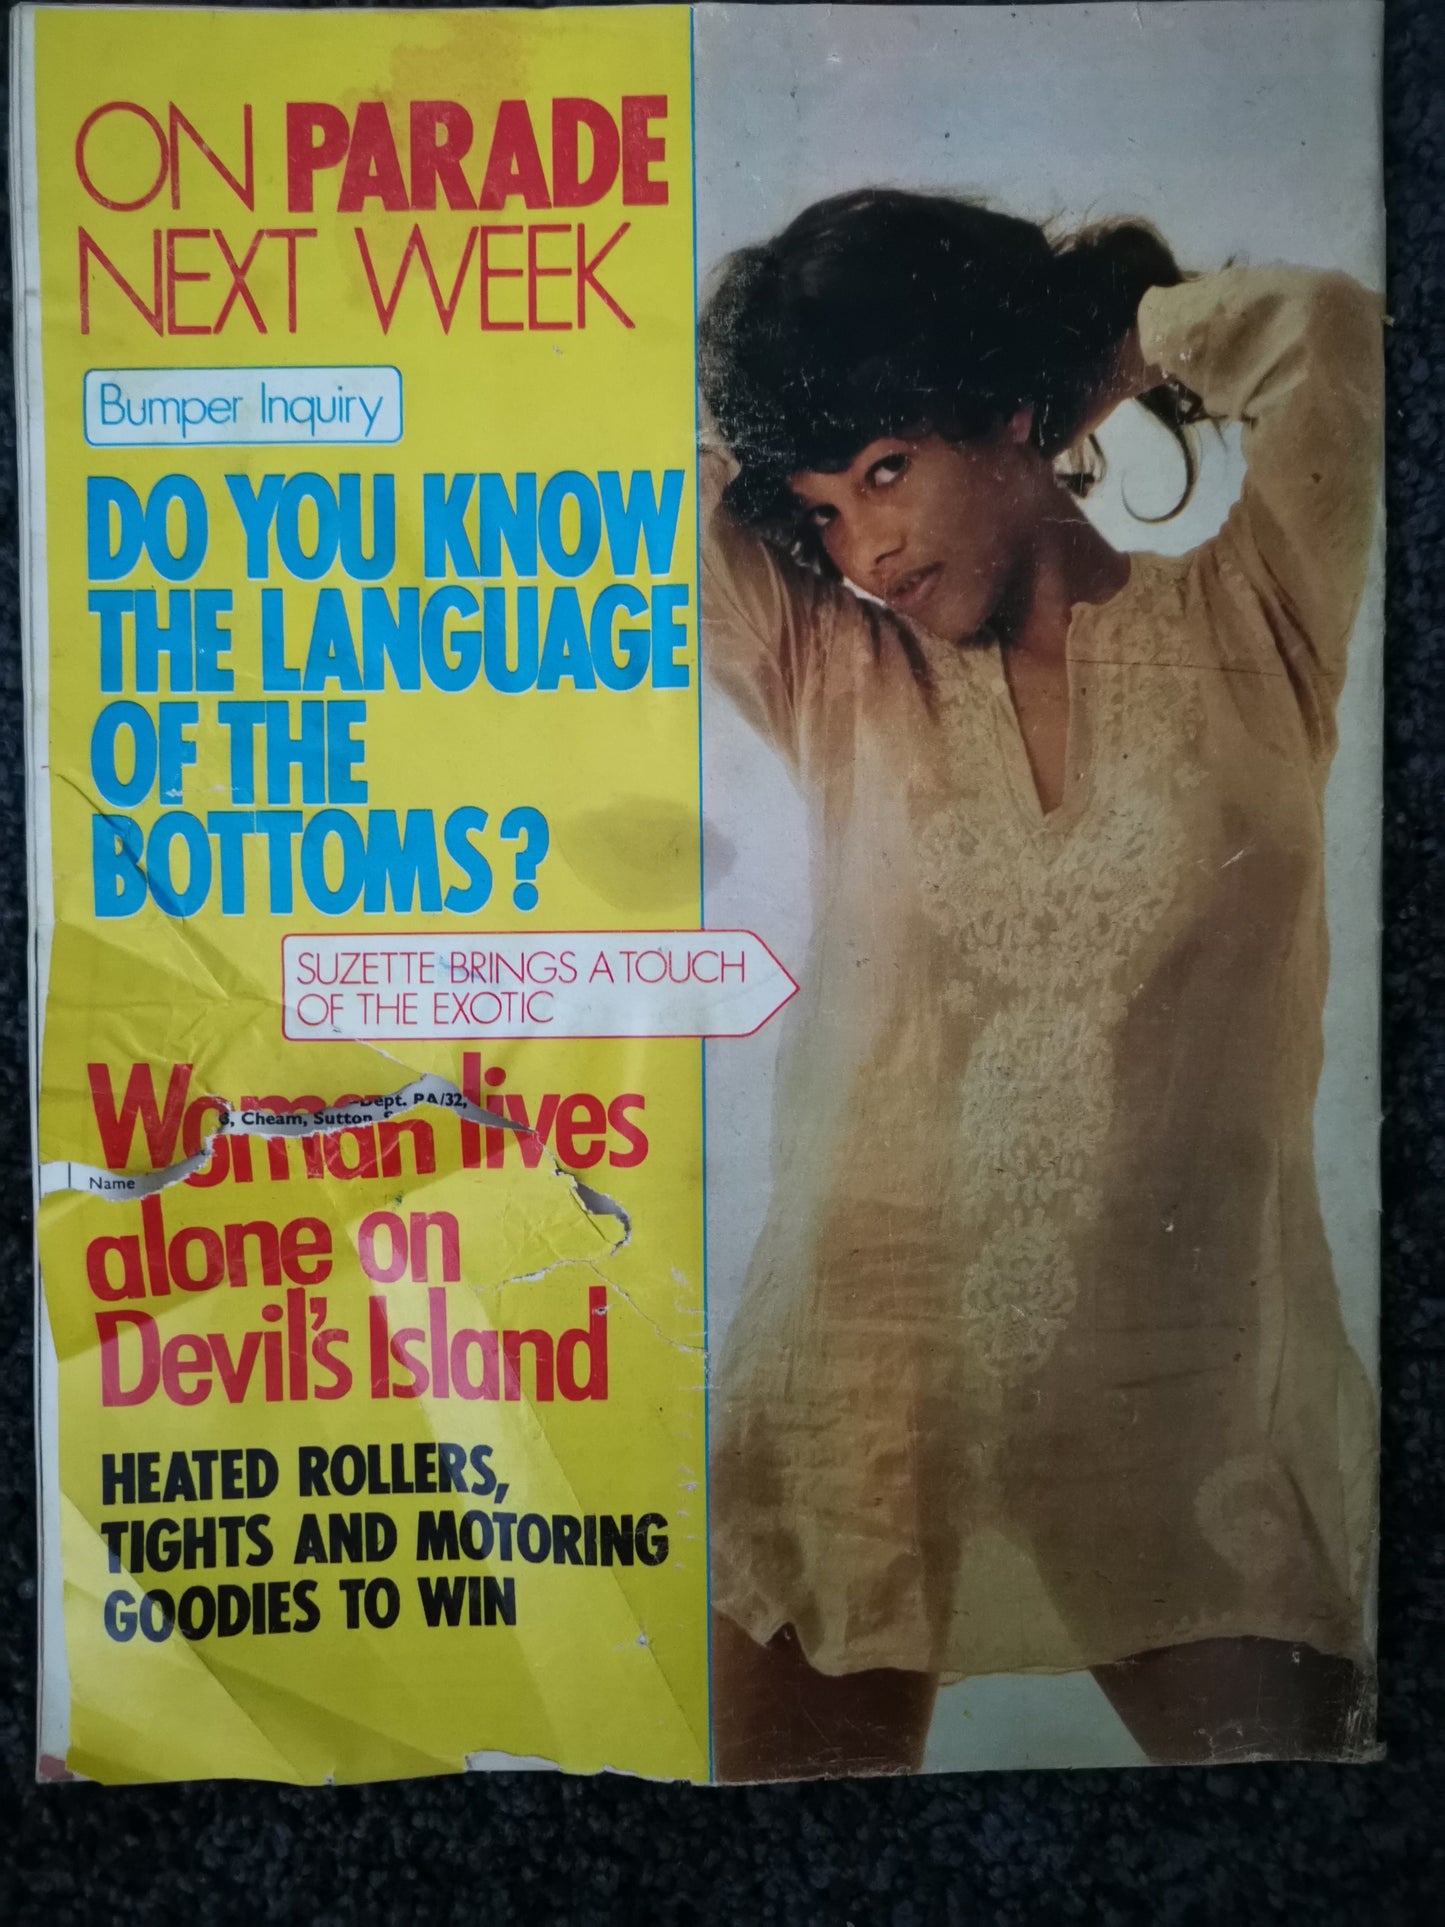 ON PARADE
NEXT WEEK
Bumper Inquiry
DO YOU KNOW
THE LANGUAGE
OF THE
BOTTOMS?
SUZETTE BRINGS A TOUCH
OF THE EXOTIC
Woman lives
Dept. PA/32,
Cheam, Sutton
Name
alone on
Devil's Island
HEATED ROLLERS,
TIGHTS AND MOTORING
GOODIES TO WIN